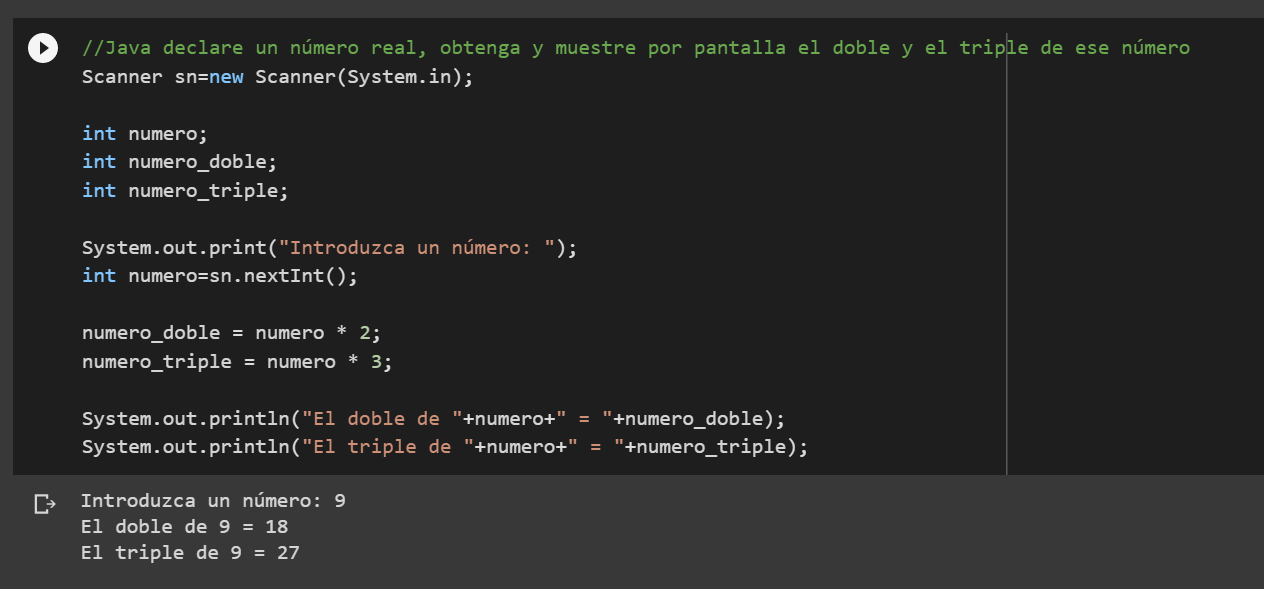 //Java declare un número real, obtenga y muestre por pantalla el doble y el triple de ese número
Scanner sn=new Scanner(System.in);
int numero;
int numero_doble;
int numero_triple;
System.out.print("Introduzca un número: ");
int numero=sn.nextInt();
numero_doble = numero * 2;
numero_triple = numero * 3;
System.out.println("El doble de "+numero+" = "+numero_doble);
System.out.println("El triple de "+numero+" = "+numero_triple);
Introduzca un número: 9
El doble de 9 = 18
El triple de 9 = 27